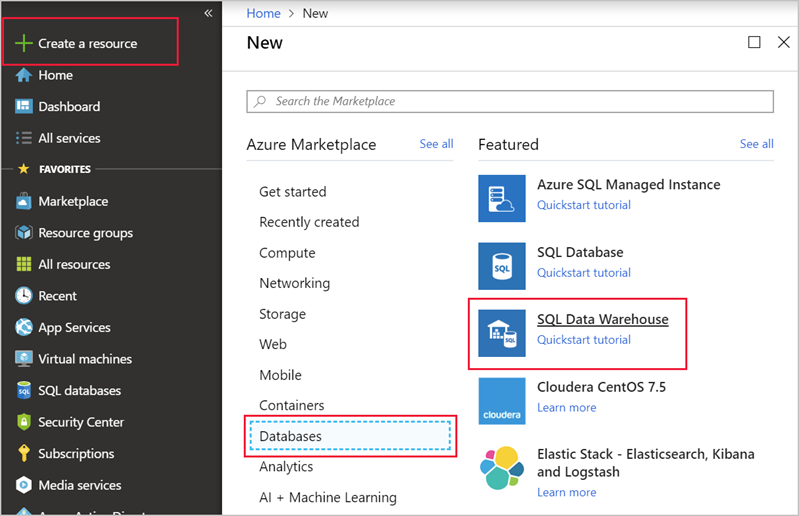 «
Create a resource
Home
Dashboard
All services
FAVORITES
Marketplace
Resource groups
All resources
Recent
App Services
Virtual machines
SQL databases
Security Center
Subscriptions
Media services
Home > New
New
Search the Marketplace
Azure Marketplace See all
Get started
Recently created
Compute
Networking
Storage
Web
Mobile
Containers
Databases
Analytics
AI + Machine Learning
Featured See all
Azure SQL Managed Instance
Quickstart tutorial
SQL
SQL Database
Quickstart tutorial
SQL
SQL Data Warehouse
Quickstart tutorial
cloudera
Cloudera CentOS 7.5
Learn more
Elastic Stack - Elasticsearch, Kibana
and Logstash
Learn more